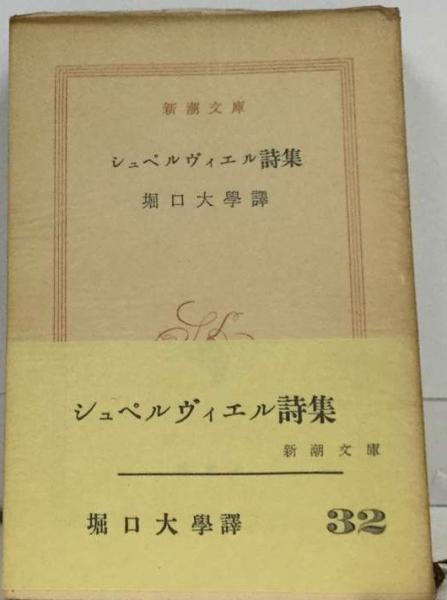 新潮文庫
シュペルヴィエル詩集
堀口大學譯
シュペルヴィエル詩集
新潮文庫
堀口大學譯 32